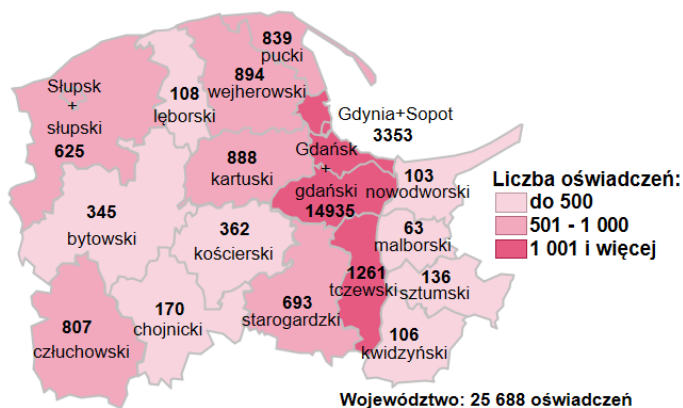 839
pucki
894
wejherowski
Słupsk
+
słupski
625
108
lęborski
Gdynia+Sopot
3353
Gdańsk
+
gdański
14935
888
kartuski
103
nowodworski
345
bytowski
362
kościerski
63
malborski
1261
tczewski
136
sztumski
693
starogardzki
170
chojnicki
807
człuchowski
106
kwidzyński
Liczba oświadczeń:
do 500
501 - 1 000
1 001 i więcej
Województwo: 25 688 oświadczeń